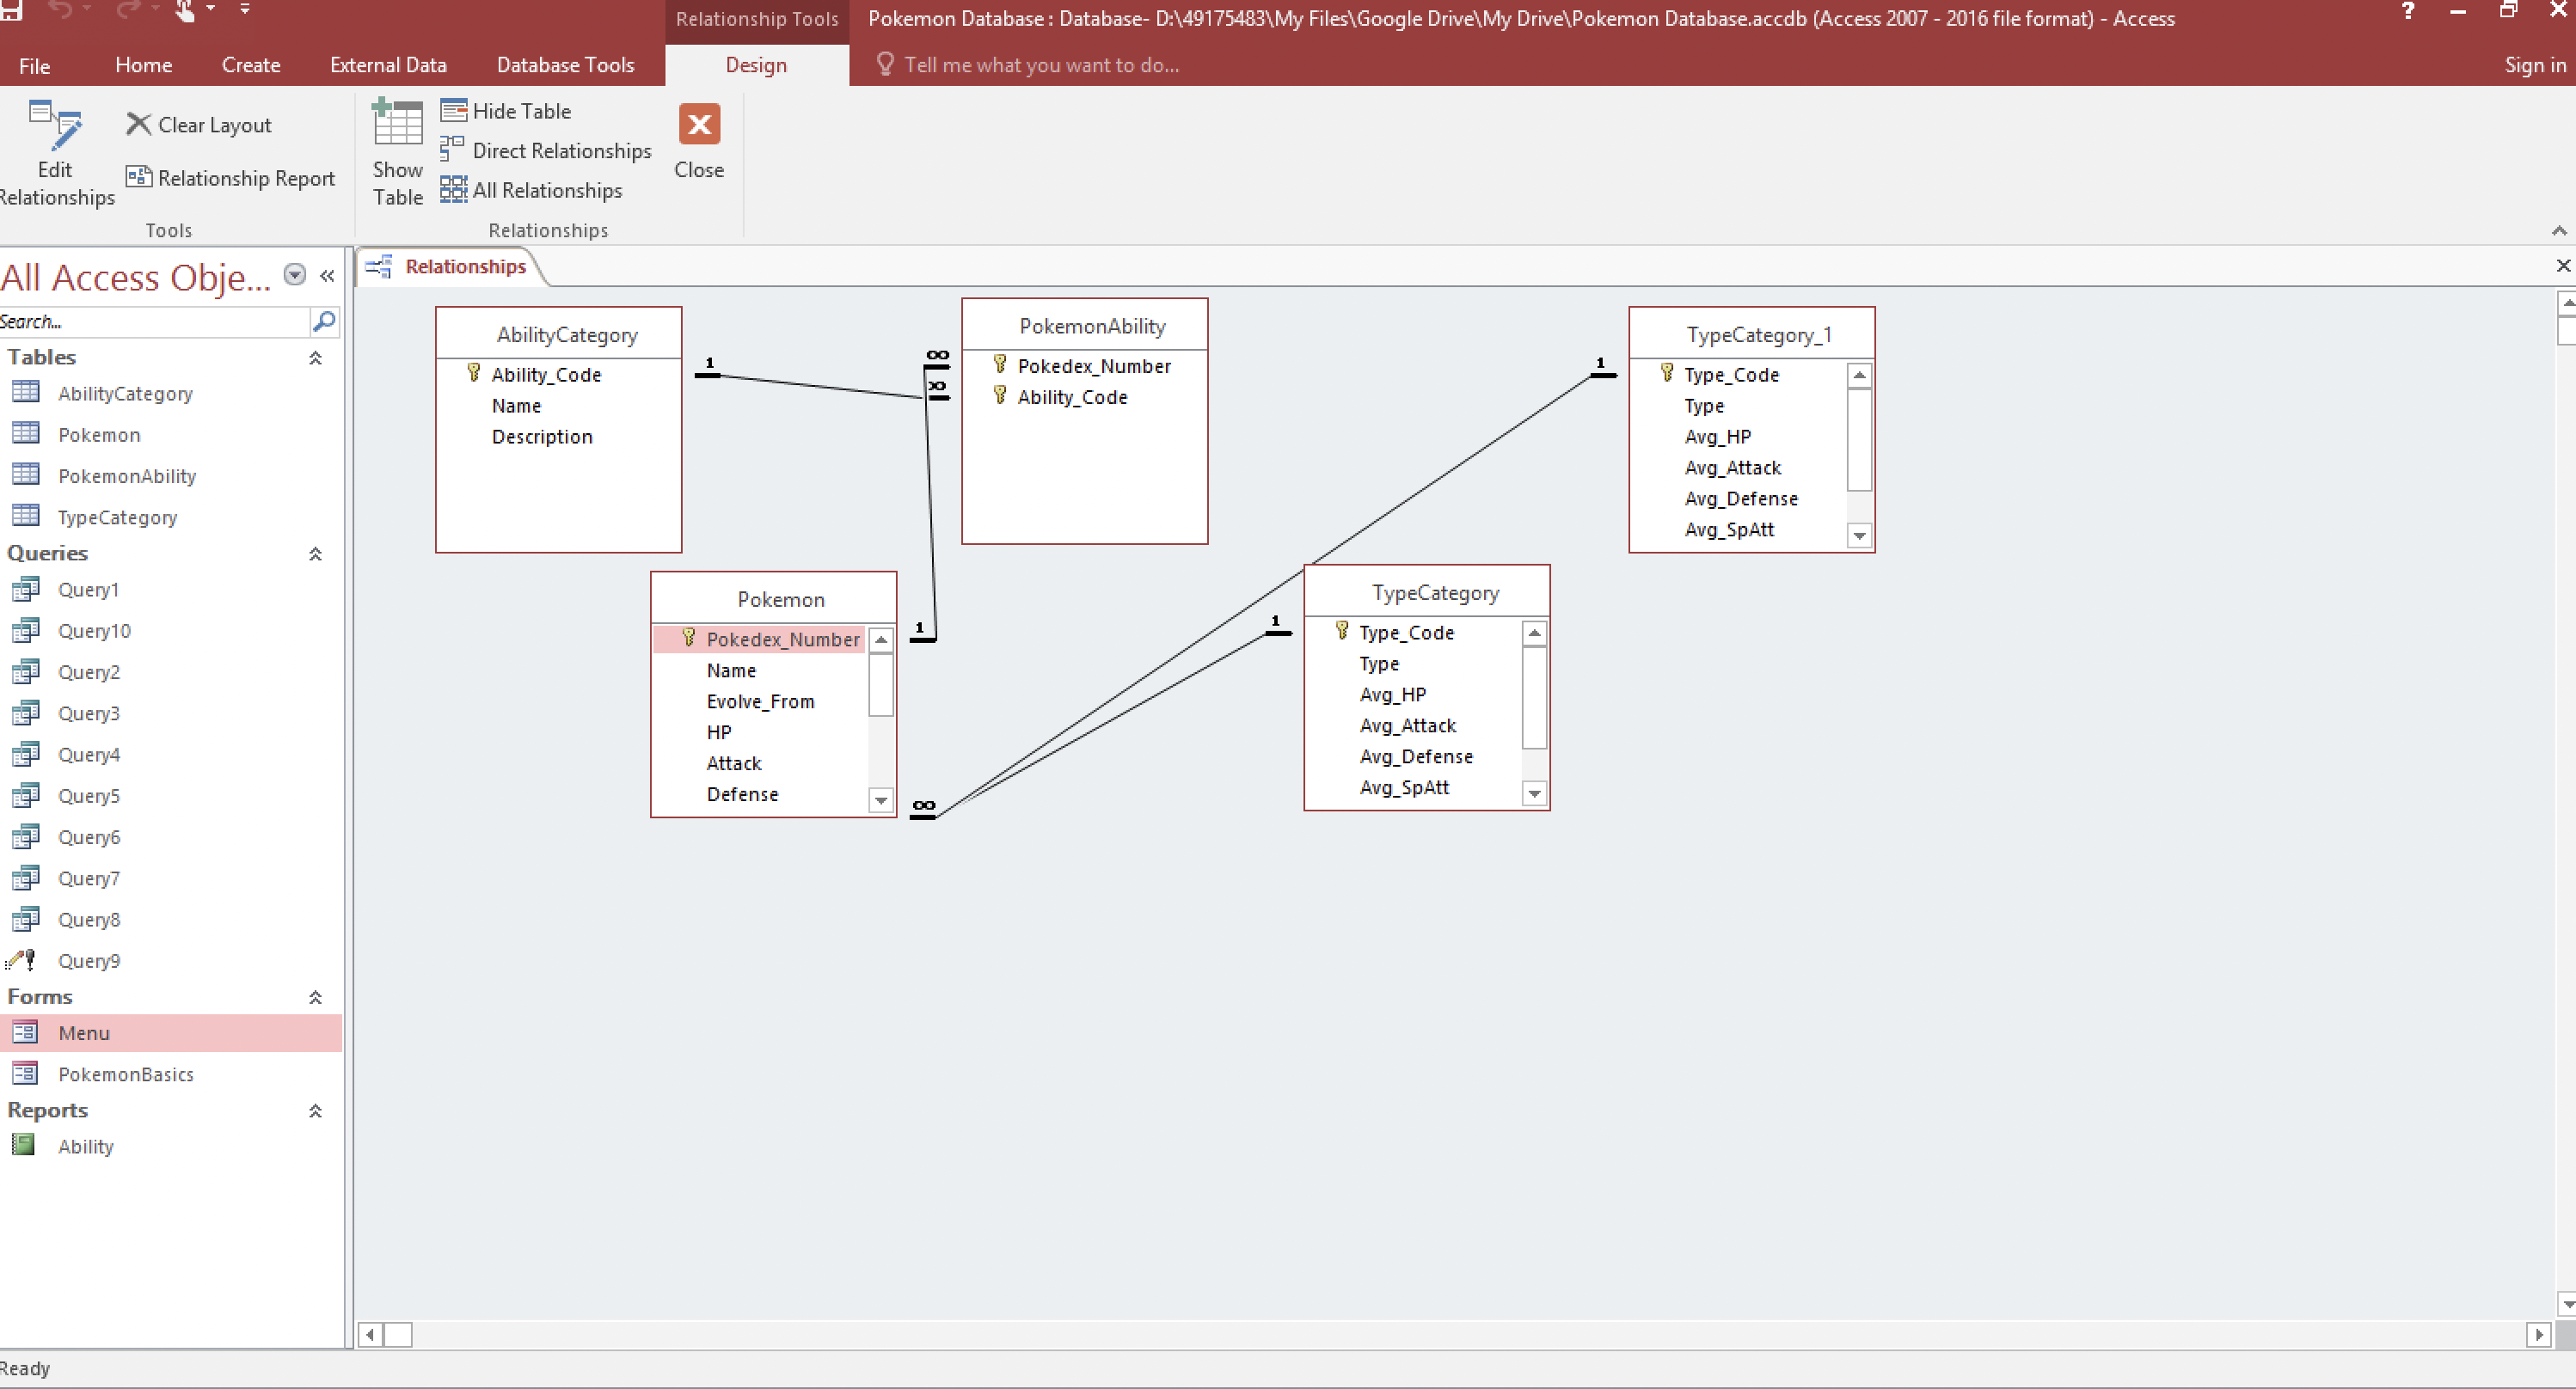 Relationship Tools
Pokemon Database : Database- D:\49175483\My Files\Google Drive\My Drive\Pokemon Database.accdb (Access 2007 - 2016 file format) - Access
?
File
Home
Create
External Data
Database Tools
Design
Tell me what you want to do...
Sign in
Edit
Relationships
Clear Layout
Relationship Report
Tools
Show
Table
Hide Table
Direct Relationships
All Relationships
Close
Relationships
All Access Obje...
Search...
Tables
AbilityCategory
Pokemon
PokemonAbility
TypeCategory
Queries
Query1
Query10
Query2
Query3
Query4
Query5
Query6
Query7
Query8
Query9
Forms
Menu
PokemonBasics
Reports
Ability
Relationships
AbilityCategory
Ability_Code
Name
Description
1
∞
∞
PokemonAbility
Pokedex_Number
Ability_Code
1
TypeCategory_1
Type_Code
Type
Avg_HP
Avg_Attack
Avg_Defense
Avg_SpAtt
Pokemon
Pokedex_Number
Name
Evolve_From
HP
Attack
Defense
1
∞
1
TypeCategory
Type_Code
Type
Avg_HP
Avg_Attack
Avg_Defense
Avg_SpAtt
Ready